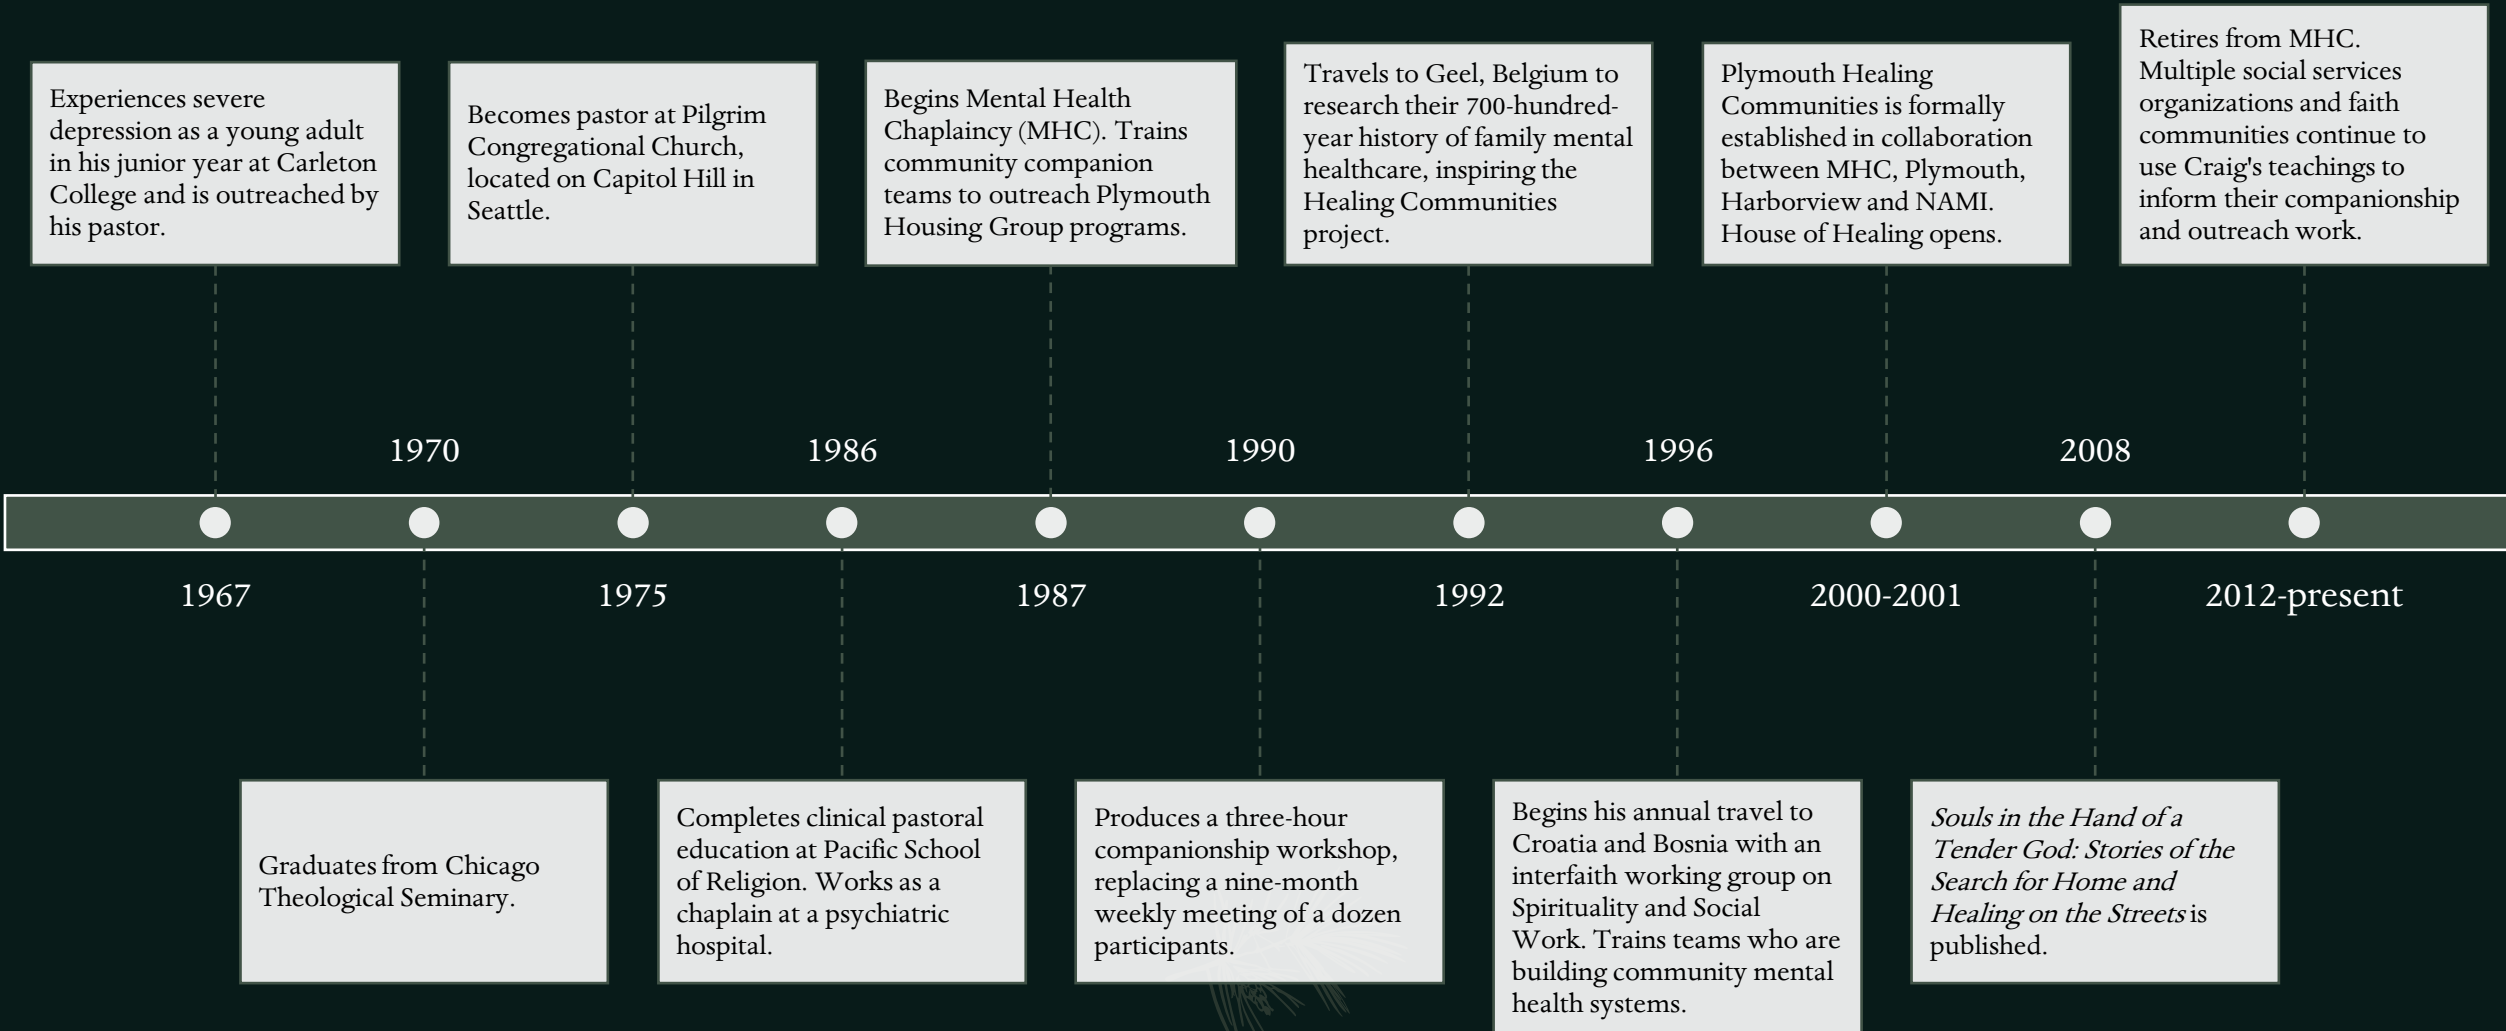 Experiences severe
depression as a young adult
in his junior year at Carleton
College and is outreached by
his pastor.
Becomes pastor at Pilgrim
Congregational Church,
located on Capitol Hill in
Seattle.
Begins Mental Health
Chaplaincy (MHC). Trains
community companion
teams to outreach Plymouth
Housing Group programs.
Travels to Geel, Belgium to
research their 700-hundred-
year history of family mental
healthcare, inspiring the
Healing Communities
project.
Plymouth Healing
Communities is formally
established in collaboration
between MHC, Plymouth,
Harborview and NAMI.
House of Healing opens.
Retires from MHC.
Multiple social services
organizations and faith
communities continue to
use Craig's teachings to
inform their companionship
and outreach work.
1970
1986
1990
1996
2008
1967
1975
1987
1992
2000-2001
2012-present
Graduates from Chicago
Theological Seminary.
Completes clinical pastoral
education at Pacific School
of Religion. Works as a
chaplain at a psychiatric
hospital.
Produces a three-hour
companionship workshop,
replacing a nine-month
weekly meeting of a dozen
participants.
Begins his annual travel to
Croatia and Bosnia with an
interfaith working group on
Spirituality and Social
Work. Trains teams who are
building community mental
health systems.
Souls in the Hand of a
Tender God: Stories of the
Search for Home and
Healing on the Streets is
published.